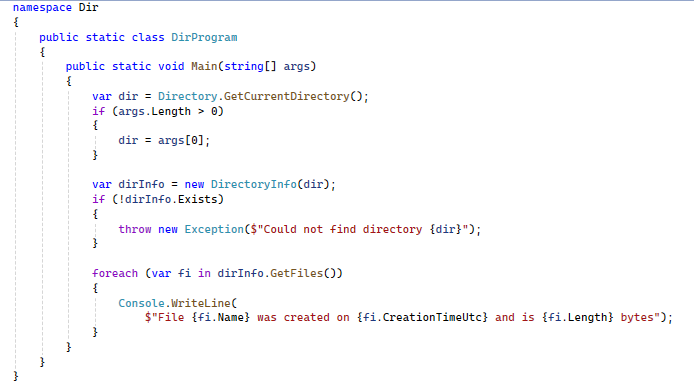 namespace Dir
{
    public static class DirProgram
    {
        public static void Main(string[] args)
        {
            var dir = Directory.GetCurrentDirectory();
            if (args.Length > 0)
            {
                dir = args[0];
            }

            var dirInfo = new DirectoryInfo(dir);
            if (!dirInfo.Exists)
            {
                throw new Exception($"Could not find directory {dir}");
            }

            foreach (var fi in dirInfo.GetFiles())
            {
                Console.WriteLine(
                    $"File {fi.Name} was created on {fi.CreationTimeUtc} and is {fi.Length} bytes");
            }
        }
    }
}